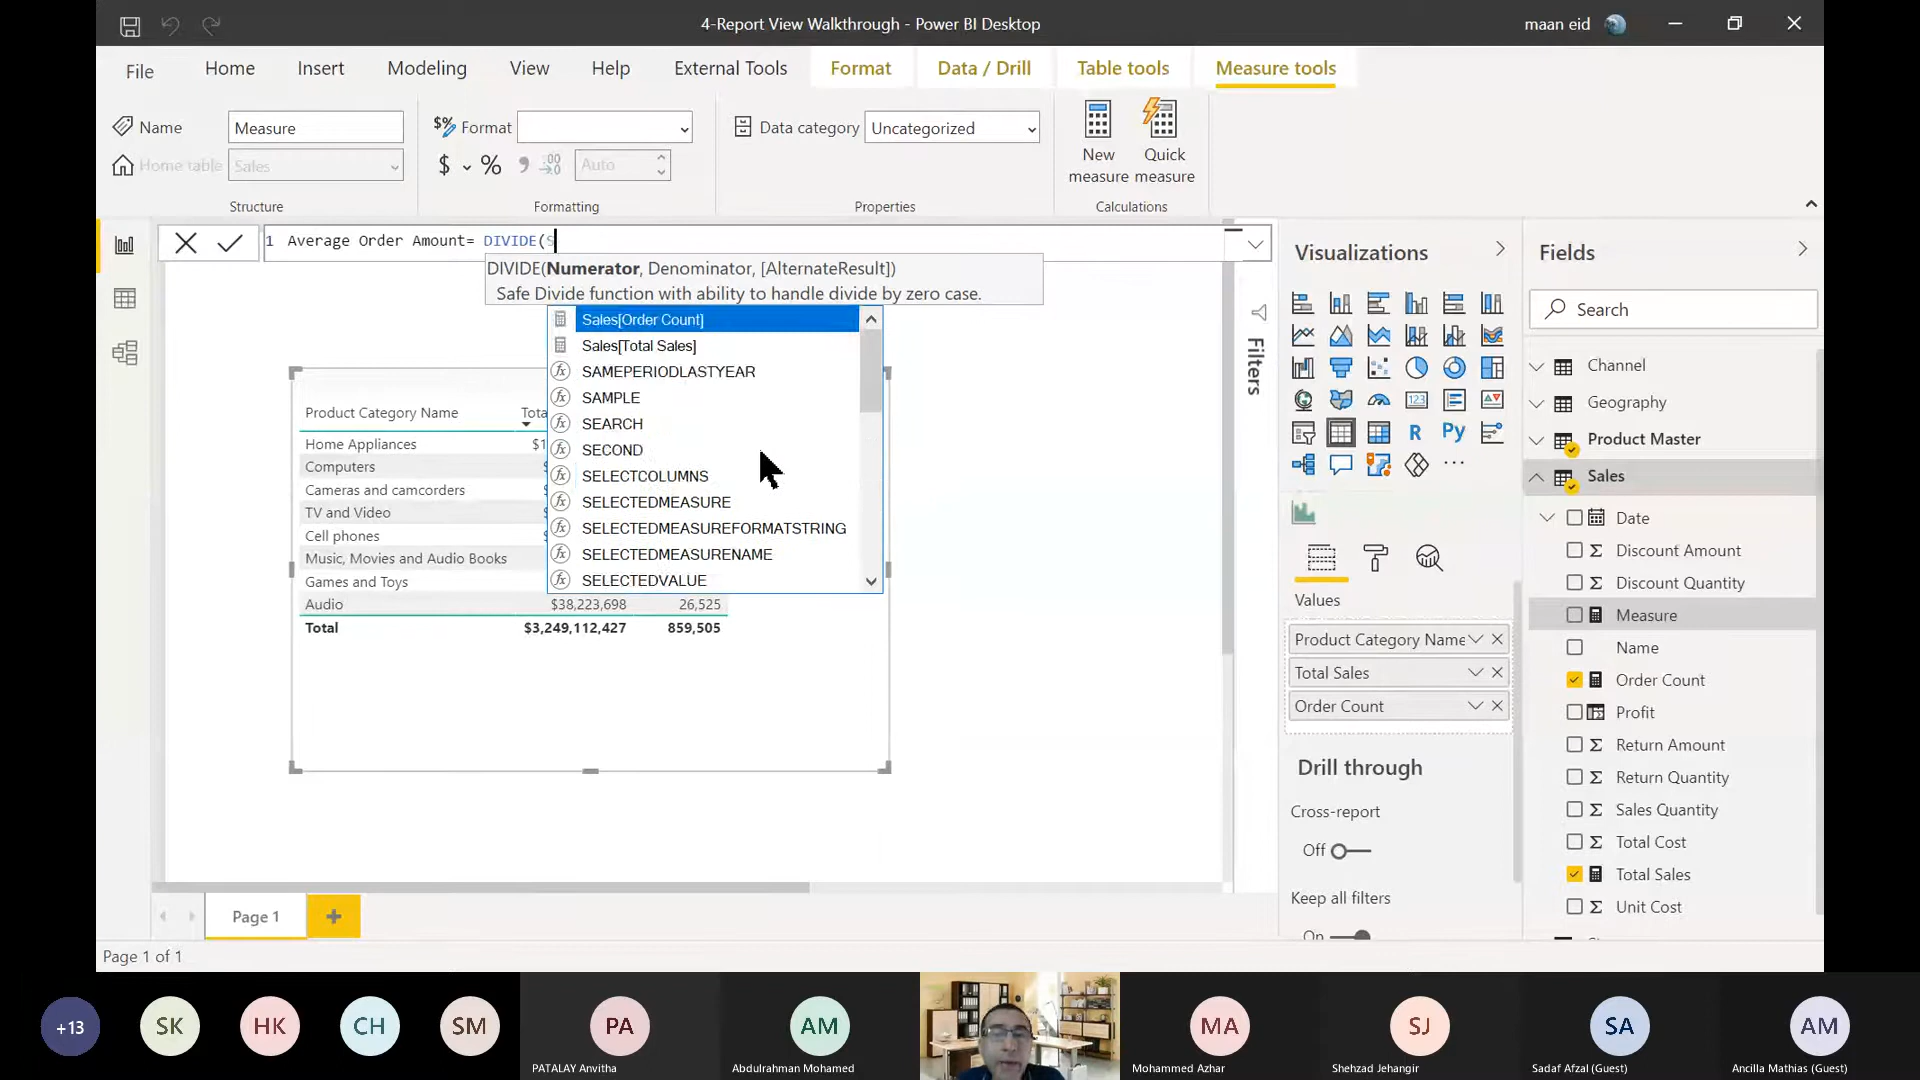 4-Report View Walkthrough - Power BI Desktop
maan eid
File
Home
Insert
Modeling
View
Help
External Tools
Format
Data / Drill
Table tools
Measure tools
Name
Measure
Home table
Sales
Structure
Format
$ %
Auto
Formatting
Data category
Uncategorized
Properties
New measure
Quick measure
Calculations
1 Average Order Amount= DIVIDE(S
DIVIDE(Numerator, Denominator, [AlternateResult])
Safe Divide function with ability to handle divide by zero case.
Sales[Order Count]
Sales[Total Sales]
SAMEPERIODLASTYEAR
SAMPLE
SEARCH
SECOND
SELECTCOLUMNS
SELECTEDMEASURE
SELECTEDMEASUREFORMATSTRING
SELECTEDMEASURENAME
SELECTEDVALUE
Product Category Name
Home Appliances
Computers
Cameras and camcorders
TV and Video
Cell phones
Music, Movies and Audio Books
Games and Toys
Audio $38,223,698 26,525
Total $3,249,112,427 859,505
Filters
Visualizations
R
Py
123
Values
Product Category Name
Total Sales
Order Count
Drill through
Cross-report
Off
Keep all filters
On
Fields
Search
Channel
Geography
Product Master
Sales
Date
Discount Amount
Discount Quantity
Measure
Name
Order Count
Profit
Return Amount
Return Quantity
Sales Quantity
Total Cost
Total Sales
Unit Cost
Page 1
Page 1 of 1
+13
SK
HK
CH
SM
PA
PATALAY Anvitha
AM
Abdulrahman Mohamed
MA
Mohammed Azhar
SJ
Shehzad Jehangir
SA
Sadaf Afzal (Guest)
AM
Ancilla Mathias (Guest)